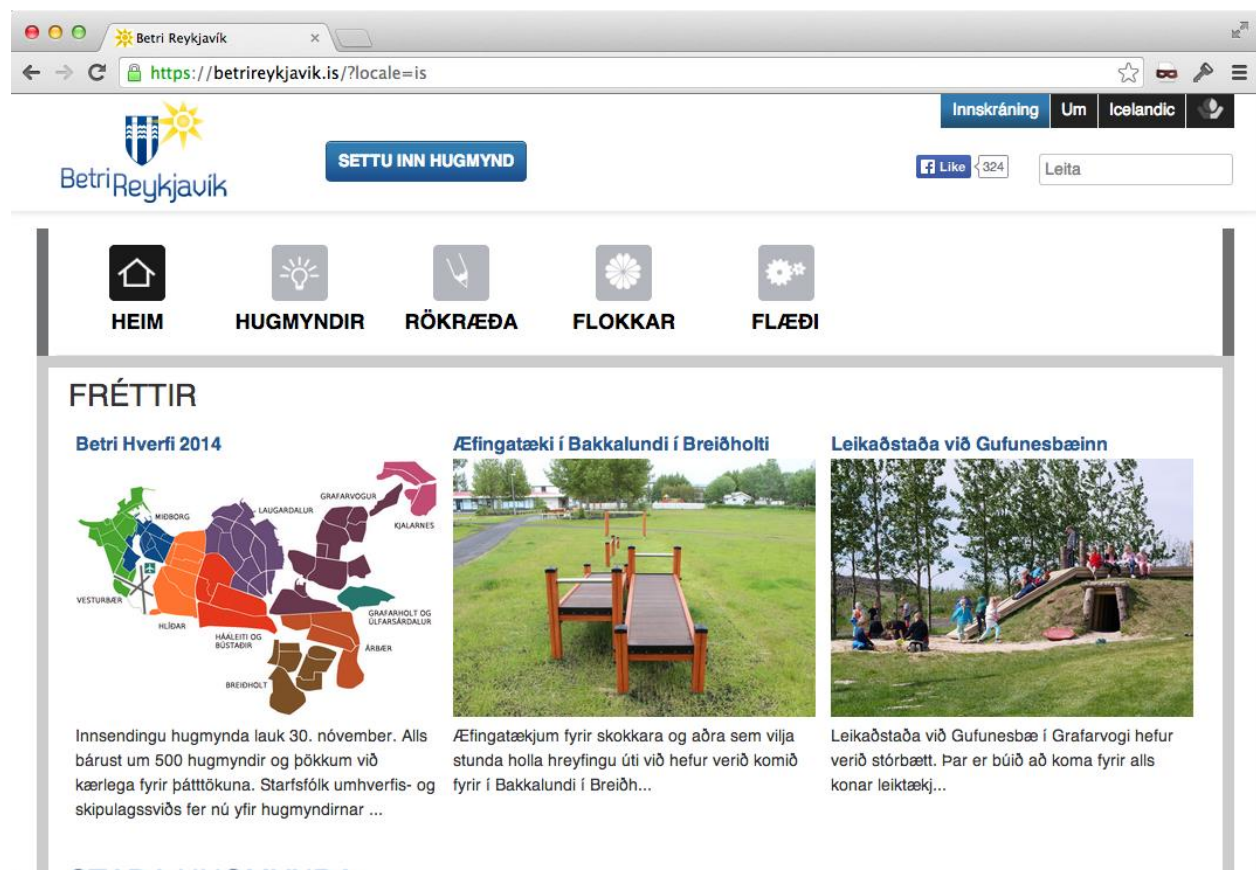 Betri Reykjavík
https://betrireykjavik.is/?locale=is
Innskráning Um Icelandic
Betri Reykjavík
SETTU INN HUGMYND
Like 324
Leita
HEIM HUGMYNDIR RÖKRÆÐA FLOKKAR FLÆÐI
FRÉTTIR
Betri Hverfi 2014
GRAFARVOGUR
MIÐBORG
LAUGARDALUR
KJALARNES
VESTURBÆR
HLÍÐAR
GRAFARHOLT OG
ÚLFARSÁRDALUR
HÁALEITI OG
BÚSTAÐIR
ÁRBÆR
BREIÐHOLT
Innsendingu hugmynda lauk 30. nóvember. Alls
bárust um 500 hugmyndir og þökkum við
kærlega fyrir þátttökuna. Starfsfólk umhverfis- og
skipulagssviðs fer nú yfir hugmyndirnar ...
Æfingatæki í Bakkalundi í Breiðholti
Æfingatækjum fyrir skokkara og aðra sem vilja
stunda holla hreyfingu úti við hefur verið komið
fyrir í Bakkalundi í Breiðh...
Leikaðstaða við Gufunesbæinn
Leikaðstaða við Gufunesbæ í Grafarvogi hefur
verið stórbætt. Þar er búið að koma fyrir alls
konar leiktækj...